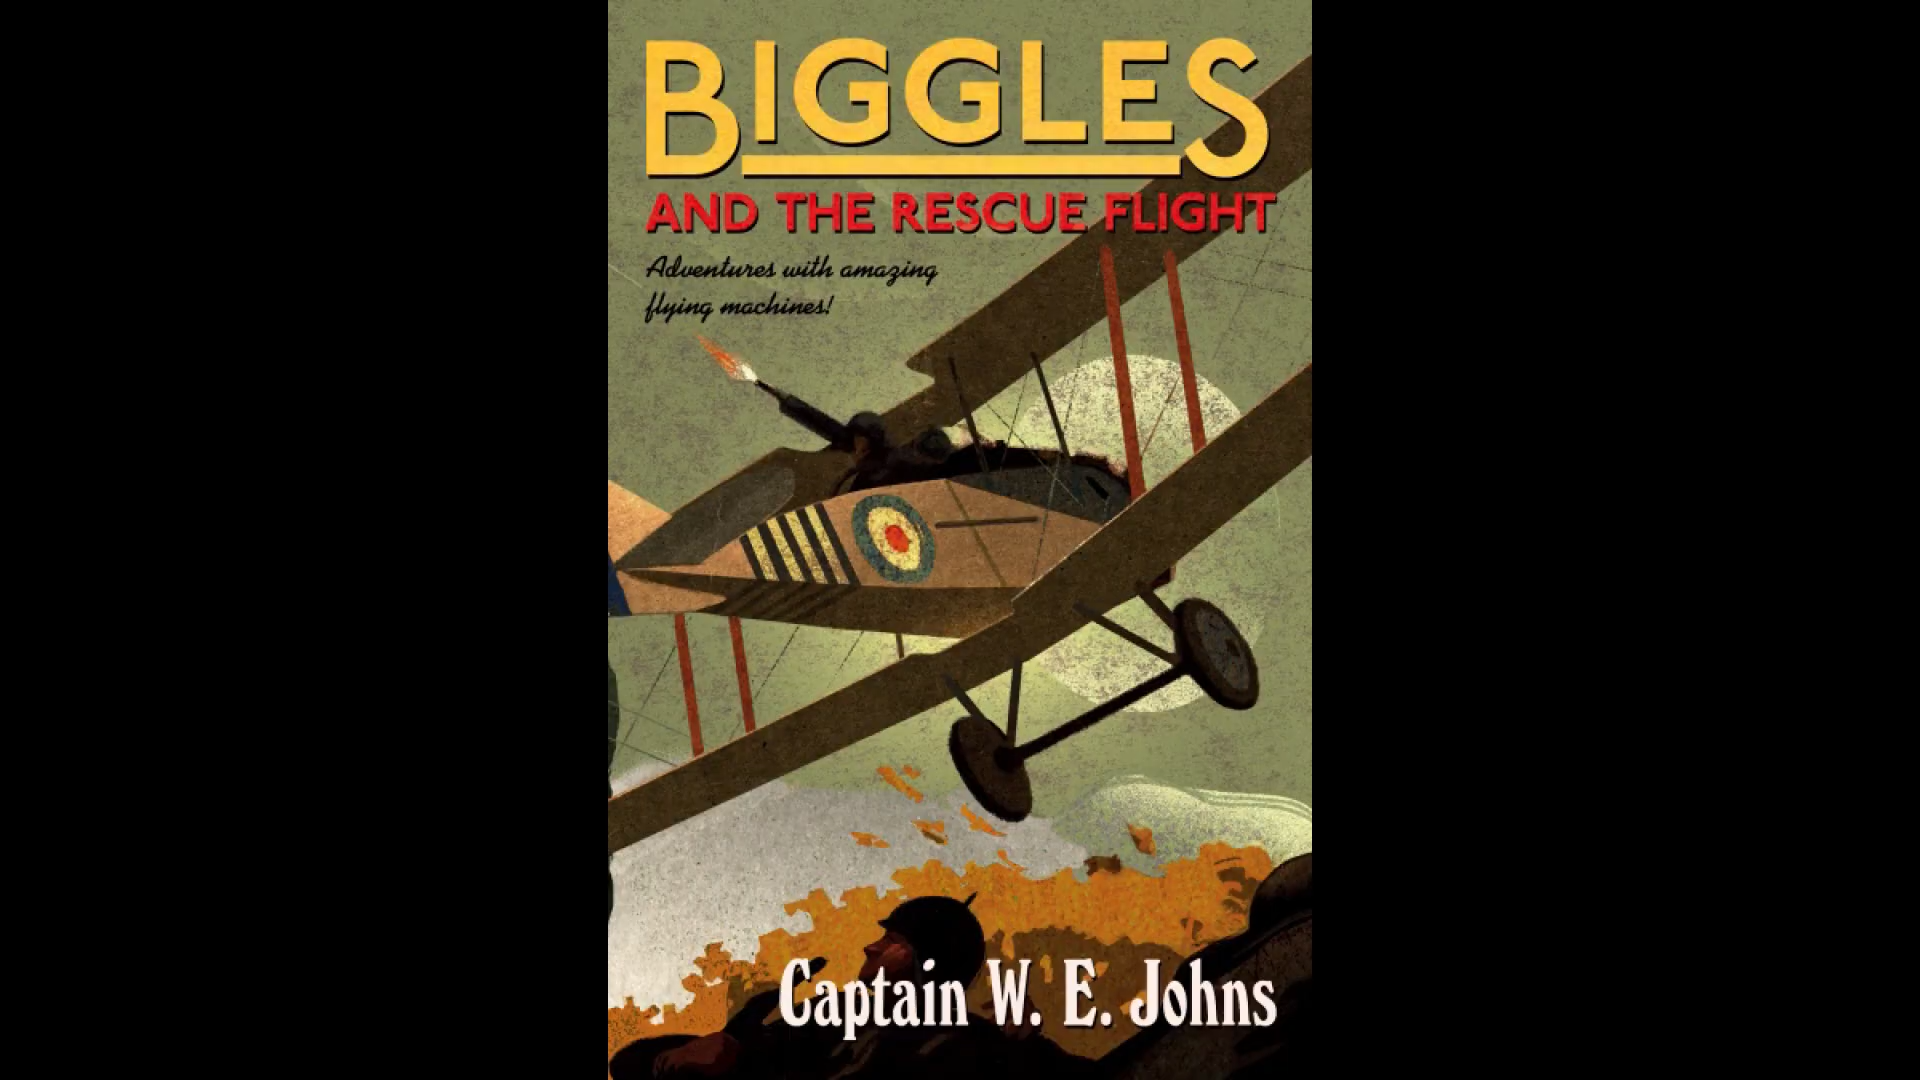 BIGGLES
AND THE RESCUE FLIGHT
Adventures with amazing
flying machines!
Captain W. E. Johns